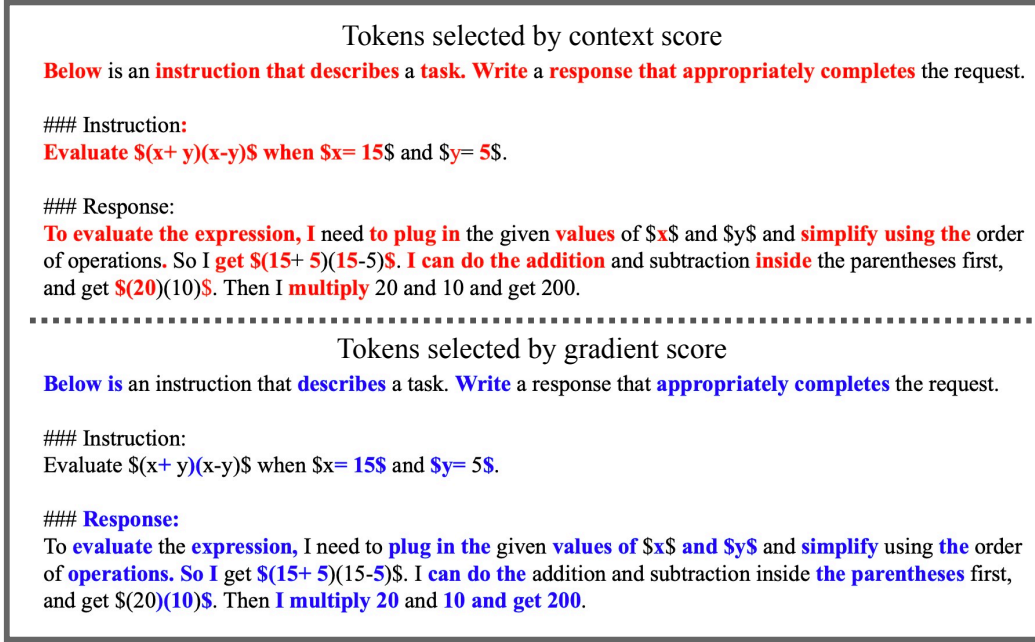 Tokens selected by context score
Below is an instruction that describes a task. Write a response that appropriately completes the request.
### Instruction:
Evaluate $(x+ y)(x-y)$ when $x= 15$ and $y= 5$.
### Response:
To evaluate the expression, I need to plug in the given values of $x$ and $y$ and simplify using the order
of operations. So I get $(15+ 5)(15-5)$. I can do the addition and subtraction inside the parentheses first,
and get $(20)(10)$. Then I multiply 20 and 10 and get 200.
Tokens selected by gradient score
Below is an instruction that describes a task. Write a response that appropriately completes the request.
### Instruction:
Evaluate $(x+ y)(x-y)$ when $x= 15$ and $y= 5$.
### Response:
To evaluate the expression, I need to plug in the given values of $x$ and $y$ and simplify using the order
of operations. So I get $(15+ 5)(15-5)$. I can do the addition and subtraction inside the parentheses first,
and get $(20)(10)$. Then I multiply 20 and 10 and get 200.